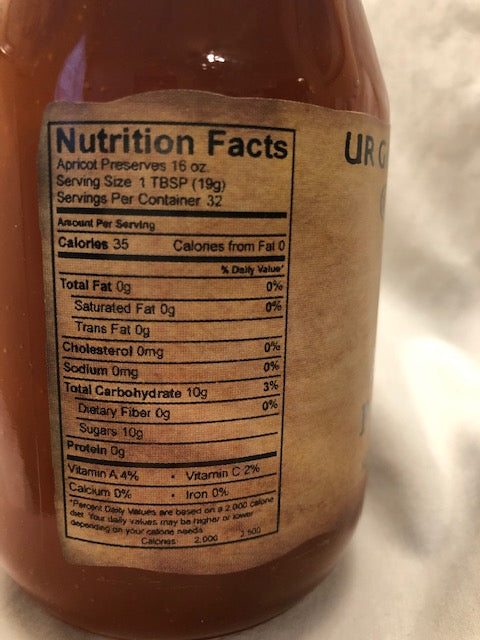 Nutrition Facts
Apricot Preserves 16 oz.
Serving Size 1 TBSP (19g)
Servings Per Container 32
Amount Per Serving
Calories 35 Calories from Fat 0
% Daily Value*
Total Fat 0g 0%
Saturated Fat 0g 0%
Trans Fat 0g
Cholesterol 0mg 0%
Sodium 0mg 0%
Total Carbohydrate 10g 3%
Dietary Fiber 0g 0%
Sugars 10g
Protein 0g
Vitamin A 4% • Vitamin C 2%
Calcium 0% • Iron 0%
*Percent Daily Values are based on a 2,000 calorie
diet. Your daily values may be higher or lower
depending on your calorie needs
Calories: 2,000 2,500
UR G